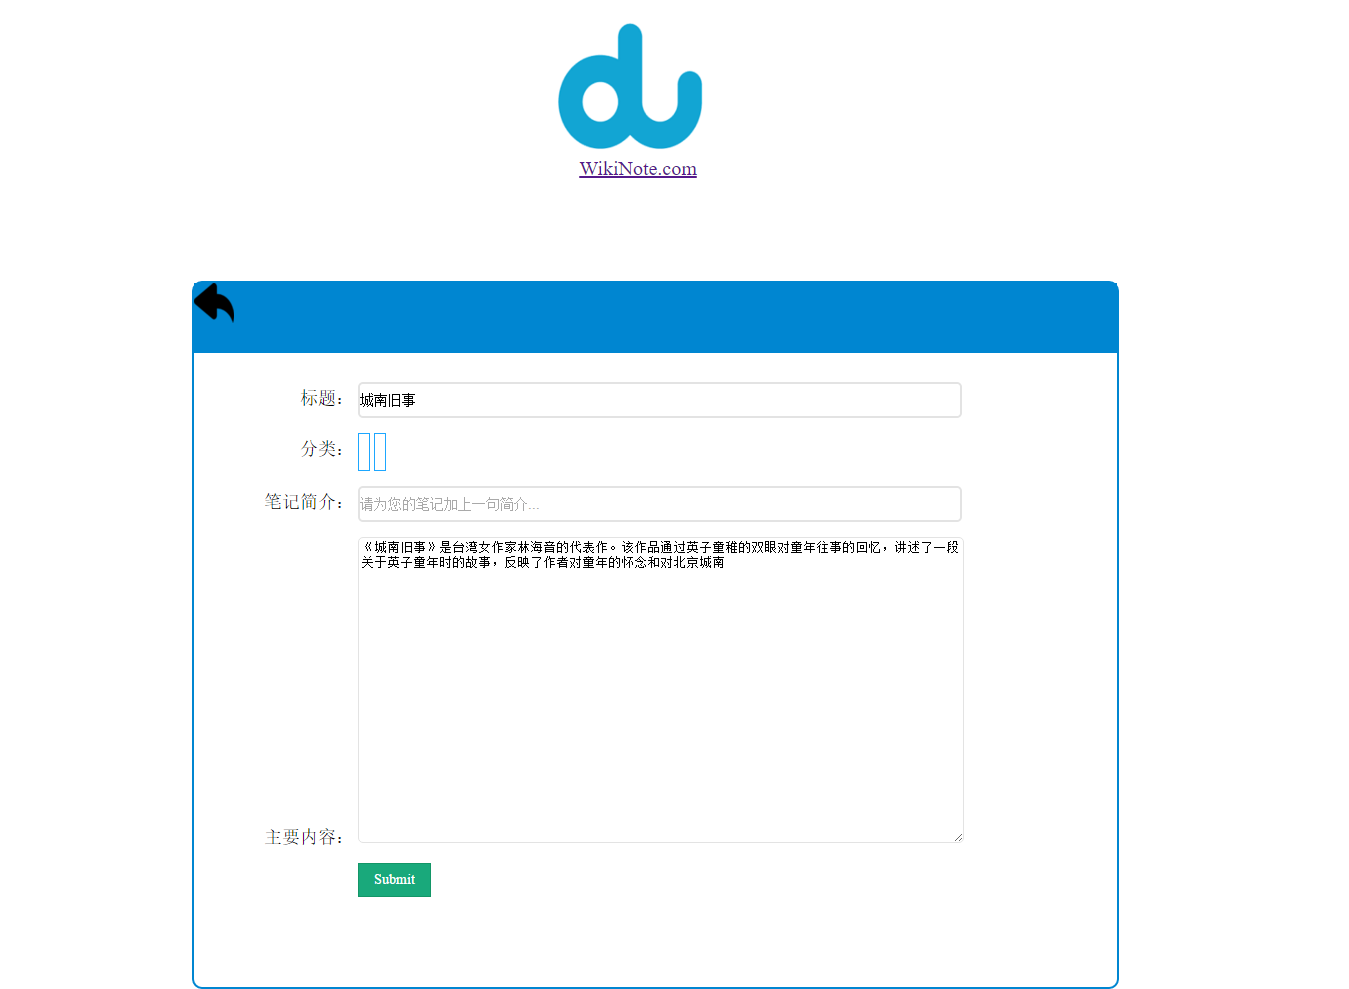 WikiNote.com
标题： 城南旧事
分类：
笔记简介： 请为您的笔记加上一句简介...
《城南旧事》是台湾女作家林海音的代表作。该作品通过英子童稚的双眼对童年往事的回忆，讲述了一段
关于英子童年时的故事，反映了作者对童年的怀念和对北京城南
主要内容：
Submit